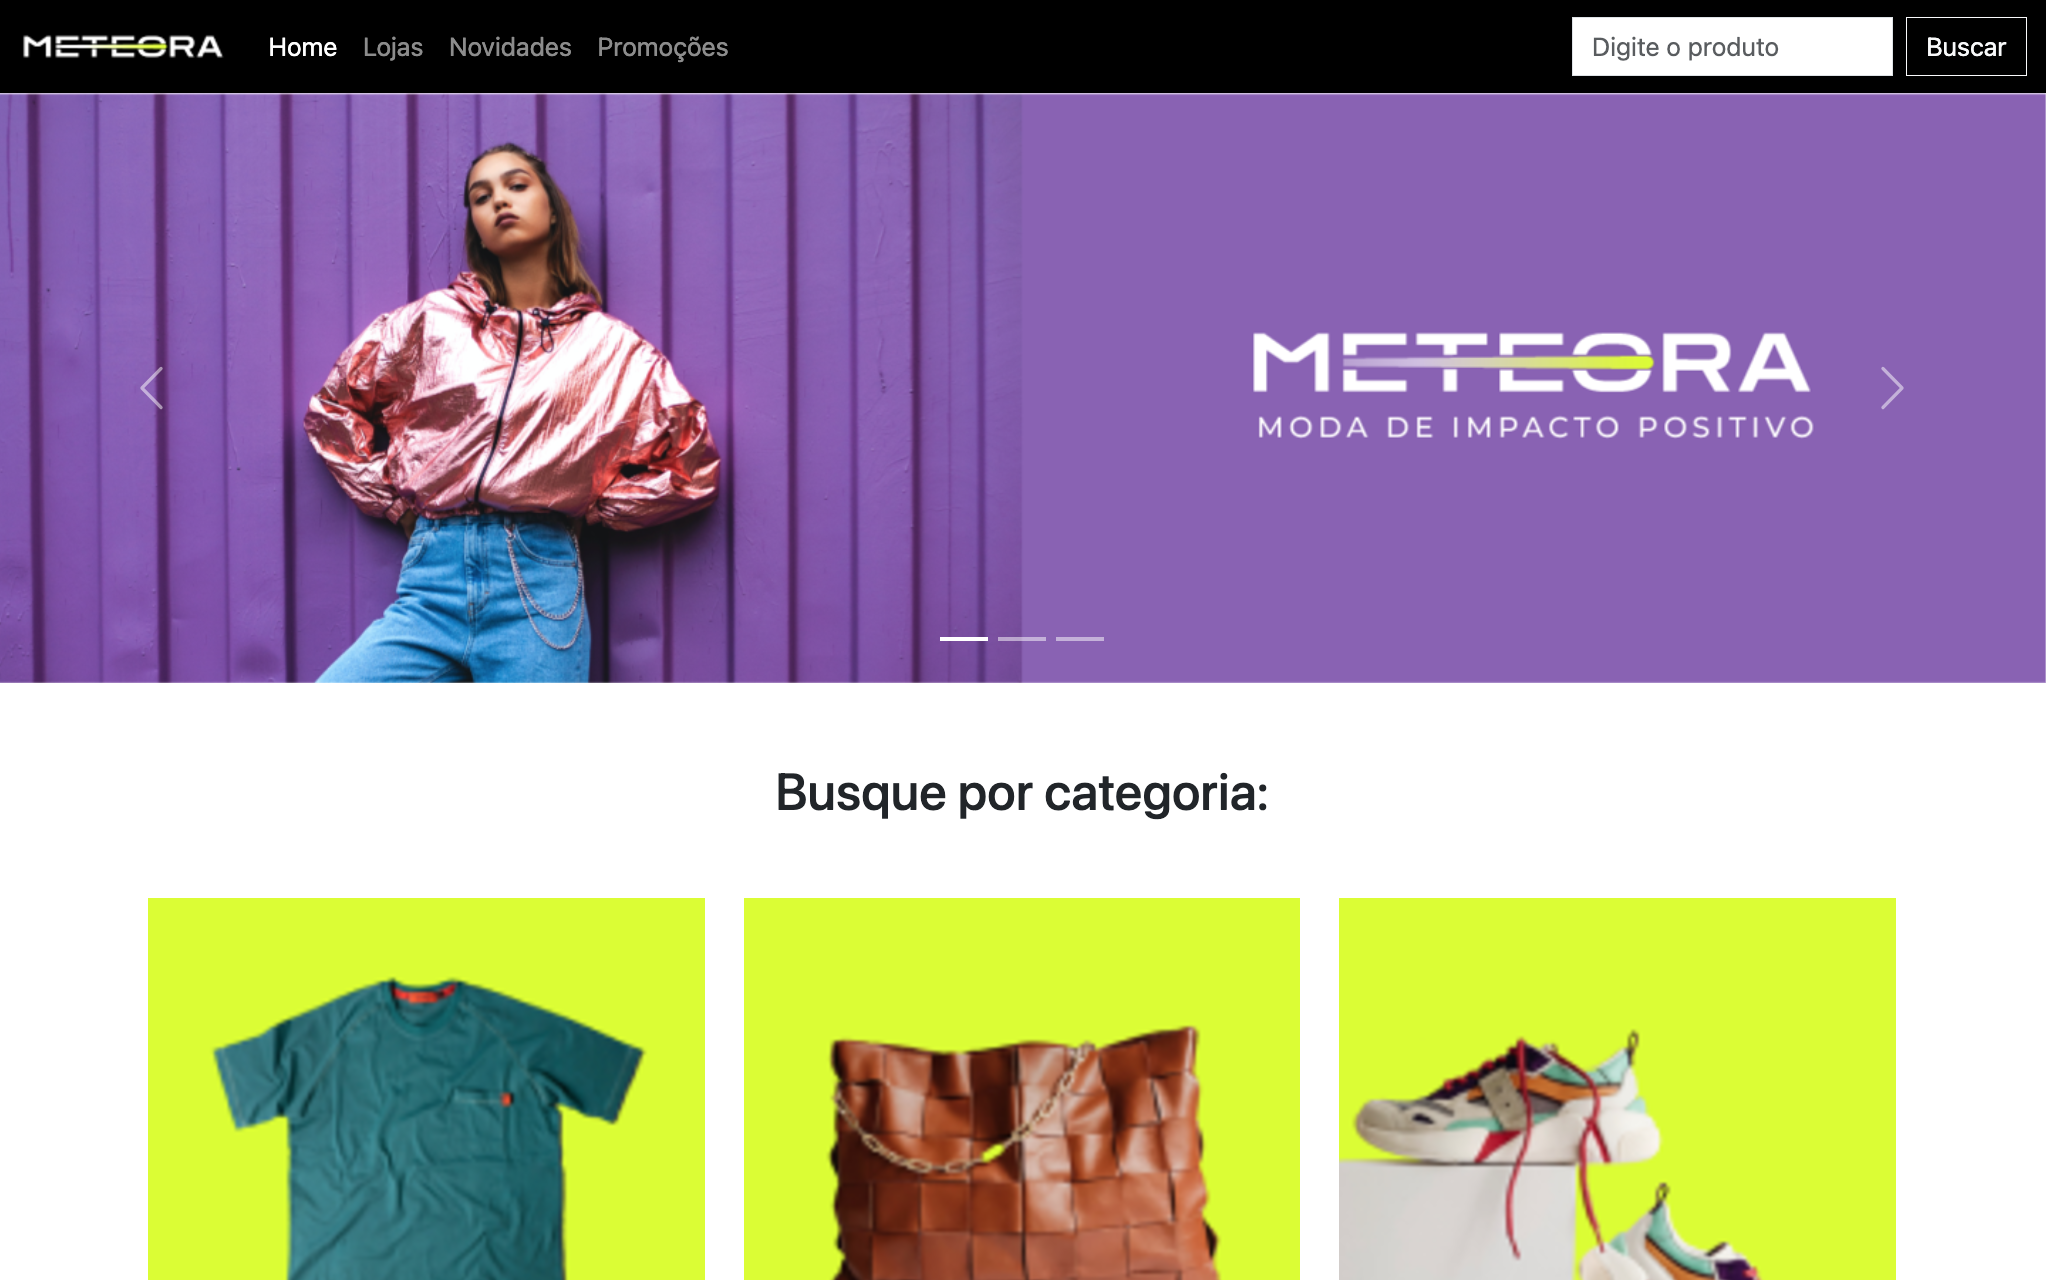 METEORA
Home Lojas Novidades Promoções
Digite o produto Buscar
METEORA
MODA DE IMPACTO POSITIVO
Busque por categoria: